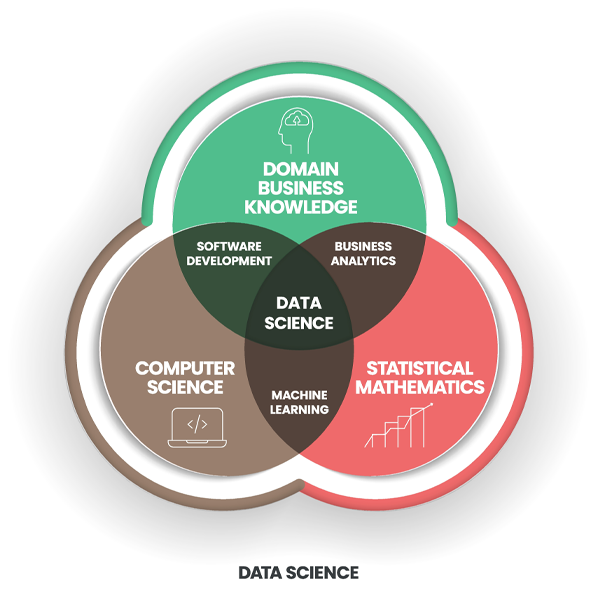 DOMAIN
BUSINESS
KNOWLEDGE
SOFTWARE
DEVELOPMENT
BUSINESS
ANALYTICS
DATA
SCIENCE
COMPUTER
SCIENCE
STATISTICAL
MATHEMATICS
MACHINE
LEARNING
</>
DATA SCIENCE